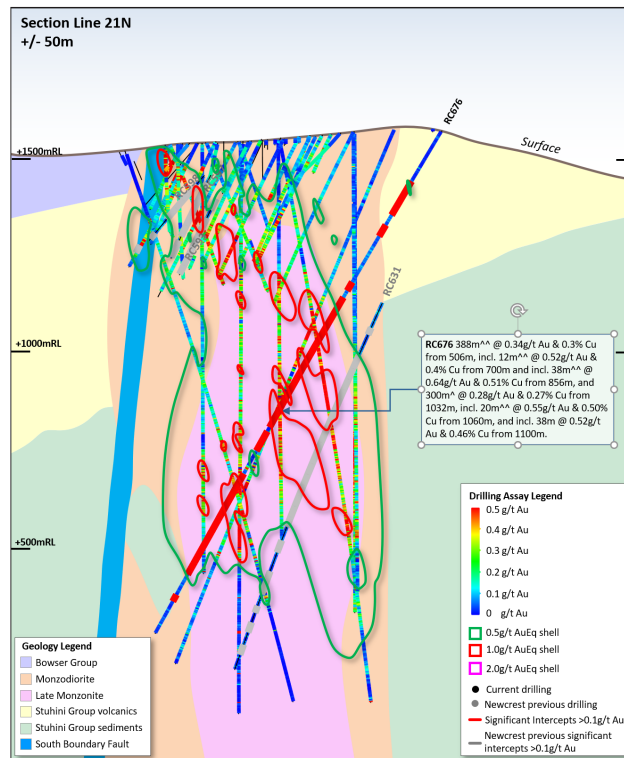 Section Line 21N
+/- 50m
RC676
Surface
+1500mRL
RC631
RC676 388m^^ @ 0.34g/t Au & 0.3% Cu
from 506m, incl. 12m^^ @ 0.52g/t Au &
0.4% Cu from 700m and incl. 38m^^ @
0.64g/t Au & 0.51% Cu from 856m, and
300m^ @ 0.28g/t Au & 0.27% Cu from
1032m, incl. 20m^^ @ 0.55g/t Au & 0.50%
Cu from 1060m, and incl. 38m @ 0.52g/t
Au & 0.46% Cu from 1100m.
+1000mRL
+500mRL
Drilling Assay Legend
0.5 g/t Au
0.4 g/t Au
0.3 g/t Au
0.2 g/t Au
0.1 g/t Au
0 g/t Au
0.5g/t AuEq shell
1.0g/t AuEq shell
2.0g/t AuEq shell
Current drilling
Newcrest previous drilling
Significant Intercepts >0.1g/t Au
Newcrest previous significant
intercepts >0.1g/t Au
Geology Legend
Bowser Group
Monzodiorite
Late Monzonite
Stuhini Group volcanics
Stuhini Group sediments
South Boundary Fault